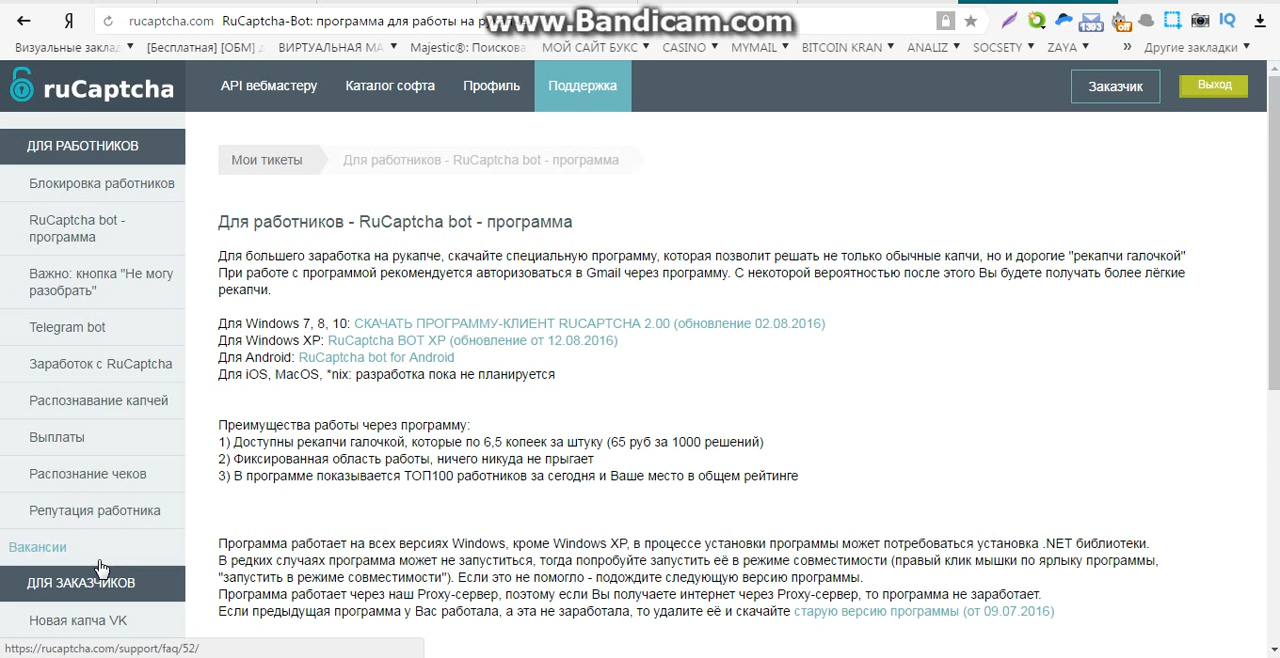 Я rucaptcha.com RuCaptcha-Bot: программа для работы на
www.Bandicam.com
Визуальные заклад [Бесплатная] [ОБМ] ВИРТУАЛЬНАЯ МА Majestic®: Поискова МОЙ САЙТ БУКС CASINO MYMAIL BITCOIN KRAN ANALIZ SOCSETY ZAYA » Другие закладки
ruCaptcha API вебмастеру Каталог софта Профиль Поддержка Заказчик Выход
ДЛЯ РАБОТНИКОВ
Блокировка работников
RuCaptcha bot -
программа
Важно: кнопка "Не могу
разобрать"
Telegram bot
Заработок с RuCaptcha
Распознавание капчей
Выплаты
Распознание чеков
Репутация работника
Вакансии
ДЛЯ ЗАКАЗЧИКОВ
Новая капча VK
Мои тикеты Для работников - RuCaptcha bot - программа
Для работников - RuCaptcha bot - программа
Для большего заработка на рукапче, скачайте специальную программу, которая позволит решать не только обычные капчи, но и дорогие "рекапчи галочкой"
При работе с программой рекомендуется авторизоваться в Gmail через программу. С некоторой вероятностью после этого Вы будете получать более лёгкие
рекапчи.
Для Windows 7, 8, 10: СКАЧАТЬ ПРОГРАММУ-КЛИЕНТ RUCAPTCHA 2.00 (обновление 02.08.2016)
Для Windows XP: RuCaptcha BOT XP (обновление от 12.08.2016)
Для Android: RuCaptcha bot for Android
Для iOS, MacOS, *nix: разработка пока не планируется
Преимущества работы через программу:
1) Доступны рекапчи галочкой, которые по 6,5 копеек за штуку (65 руб за 1000 решений)
2) Фиксированная область работы, ничего никуда не прыгает
3) В программе показывается ТОП100 работников за сегодня и Ваше место в общем рейтинге
Программа работает на всех версиях Windows, кроме Windows XP, в процессе установки программы может потребоваться установка .NET библиотеки.
В редких случаях программа может не запуститься, тогда попробуйте запустить её в режиме совместимости (правый клик мышки по ярлыку программы,
"запустить в режиме совместимости"). Если это не помогло - подождите следующую версию программы.
Программа работает через наш Proxy-сервер, поэтому если Вы получаете интернет через Proxy-сервер, то программа не заработает.
Если предыдущая программа у Вас работала, а эта не заработала, то удалите её и скачайте старую версию программы (от 09.07.2016)
https://rucaptcha.com/support/faq/52/